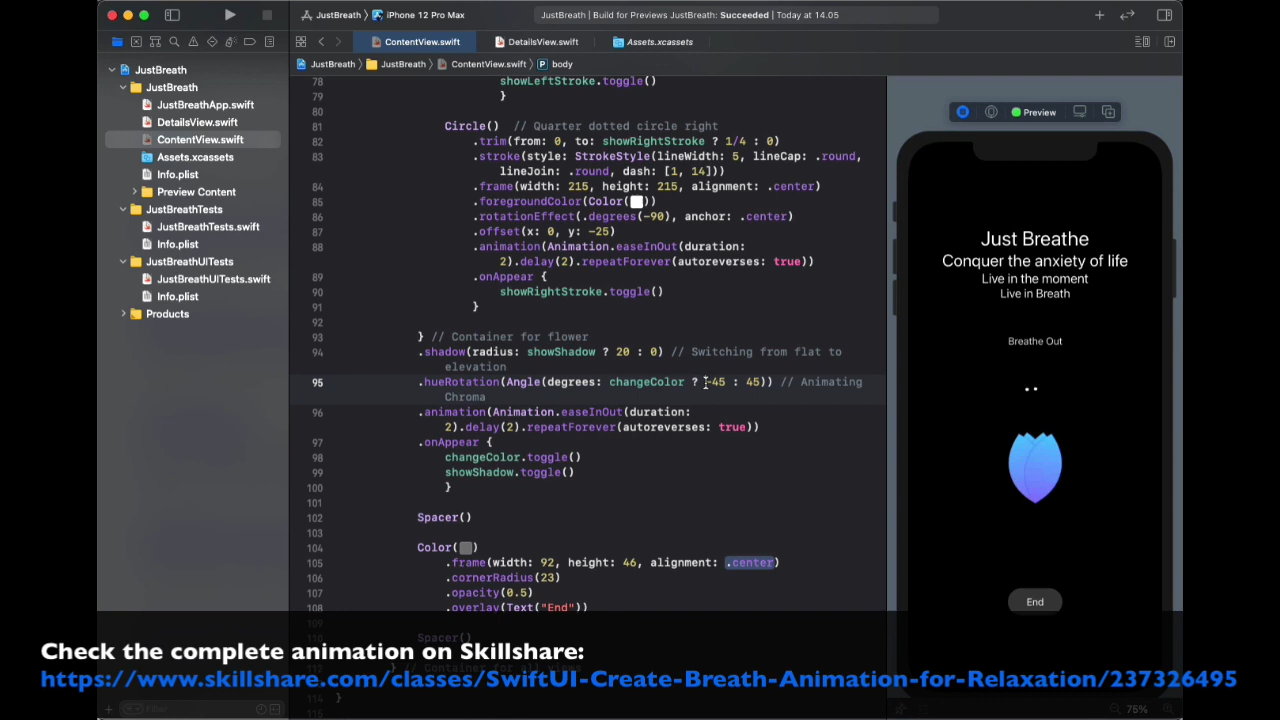 JustBreath
iPhone 12 Pro Max
JustBreath | Build for Previews JustBreath: Succeeded | Today at 14.05
ContentView.swift
DetailsView.swift
Assets.xcassets
JustBreath
JustBreath
ContentView.swift
P
body
JustBreath
JustBreath
JustBreathApp.swift
DetailsView.swift
ContentView.swift
Assets.xcassets
Info.plist
Preview Content
JustBreathTests
JustBreathTests.swift
Info.plist
JustBreathUITests
JustBreathUITests.swift
Info.plist
Products
Filter
78 showLeftStroke.toggle()
79 }
80
81 Circle() // Quarter dotted circle right
82 .trim(from: 0, to: showRightStroke ? 1/4 : 0)
83 .stroke(style: StrokeStyle(lineWidth: 5, lineCap: .round,
lineJoin: .round, dash: [1, 14]))
84 .frame(width: 215, height: 215, alignment: .center)
85 .foregroundColor(Color( ))
86 .rotationEffect(.degrees(-90), anchor: .center)
87 .offset(x: 0, y: -25)
88 .animation(Animation.easeInOut(duration:
2).delay(2).repeatForever(autoreverses: true))
89 .onAppear {
90 showRightStroke.toggle()
91 }
92
93 } // Container for flower
94 .shadow(radius: showShadow ? 20 : 0) // Switching from flat to
elevation
95 .hueRotation(Angle(degrees: changeColor ? -45 : 45)) // Animating
Chroma
96 .animation(Animation.easeInOut(duration:
2).delay(2).repeatForever(autoreverses: true))
97 .onAppear {
98 changeColor.toggle()
99 showShadow.toggle()
100 }
101
102 Spacer()
103
104 Color( )
105 .frame(width: 92, height: 46, alignment: .center)
106 .cornerRadius(23)
107 .opacity(0.5)
108 .overlay(Text("End"))
Spacer()
} // Container for all views
114 }
Preview
Just Breathe
Conquer the anxiety of life
Live in the moment
Live in Breath
Breathe Out
End
75%
Check the complete animation on Skillshare:
https://www.skillshare.com/classes/SwiftUI-Create-Breath-Animation-for-Relaxation/237326495